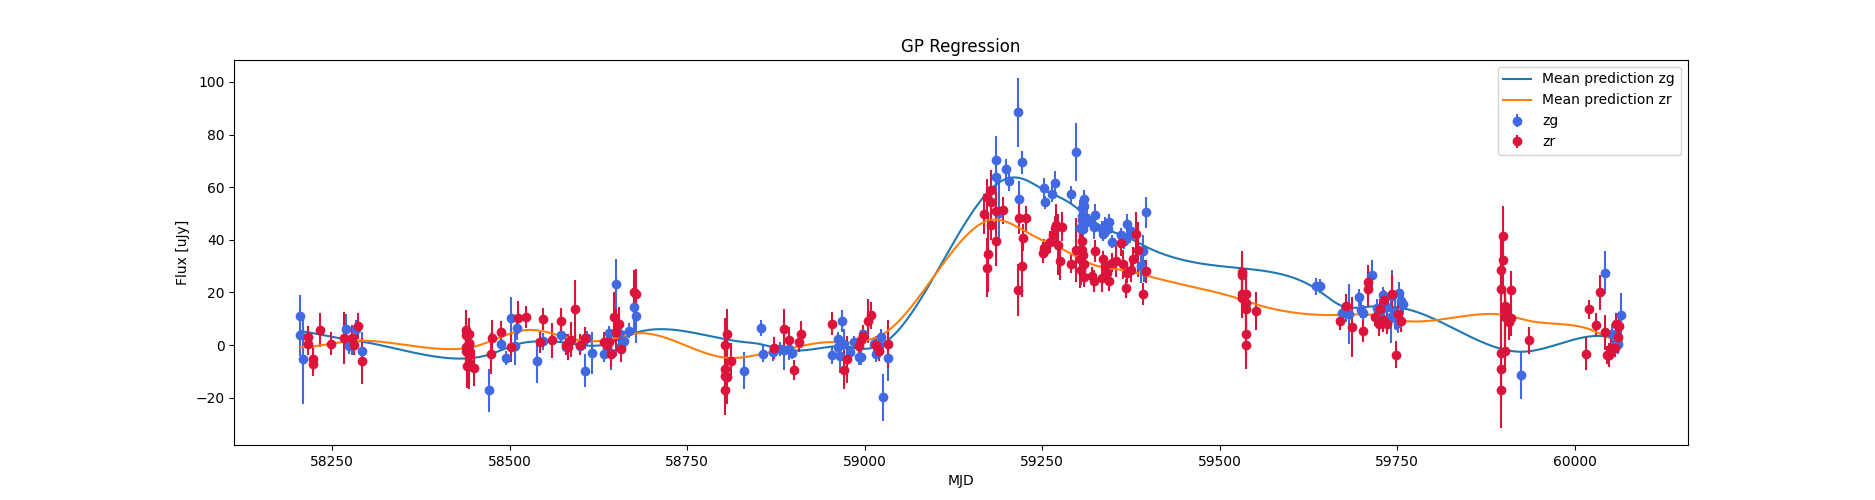 GP Regression
100
80
60
40
20
0
−20
Flux [uJy]
58250
58500
58750
59000
59250
59500
59750
60000
MJD
Mean prediction zg
Mean prediction zr
zg
zr